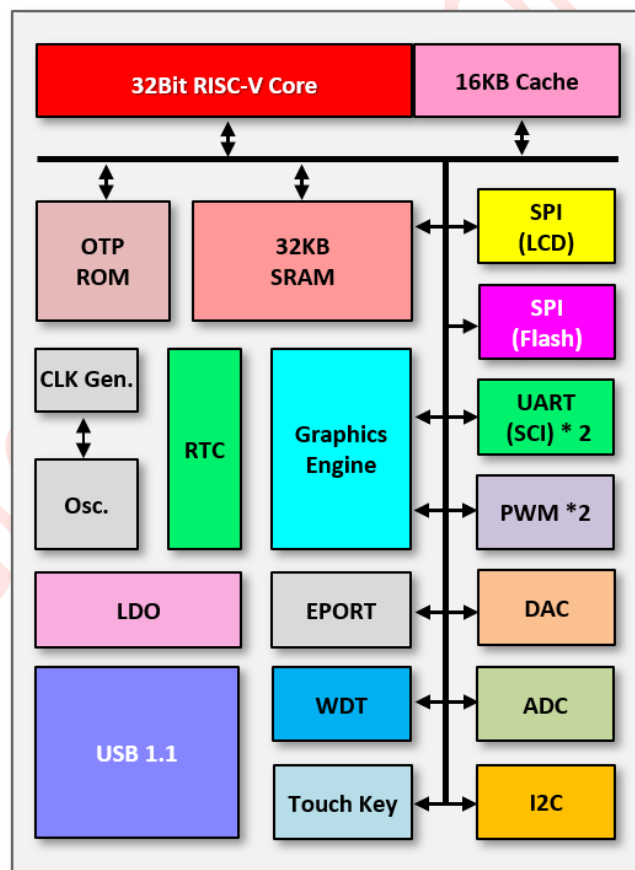 32Bit RISC-V Core
16KB Cache
OTP
ROM
32KB
SRAM
SPI
(LCD)
SPI
(Flash)
CLK Gen.
Osc.
RTC
Graphics
Engine
UART
(SCI) * 2
PWM *2
LDO
EPORT
DAC
USB 1.1
WDT
ADC
Touch Key
I2C